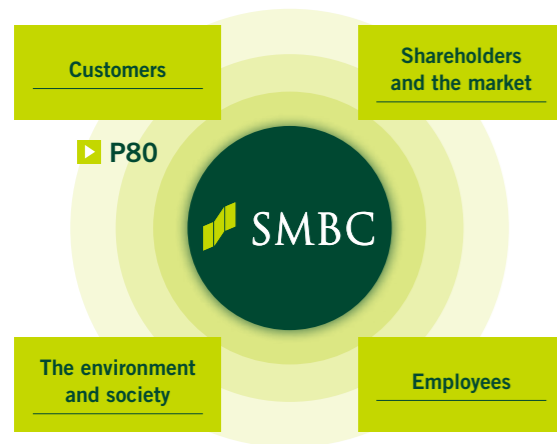 Customers
Shareholders
and the market
P80
SMBC
The environment
and society
Employees